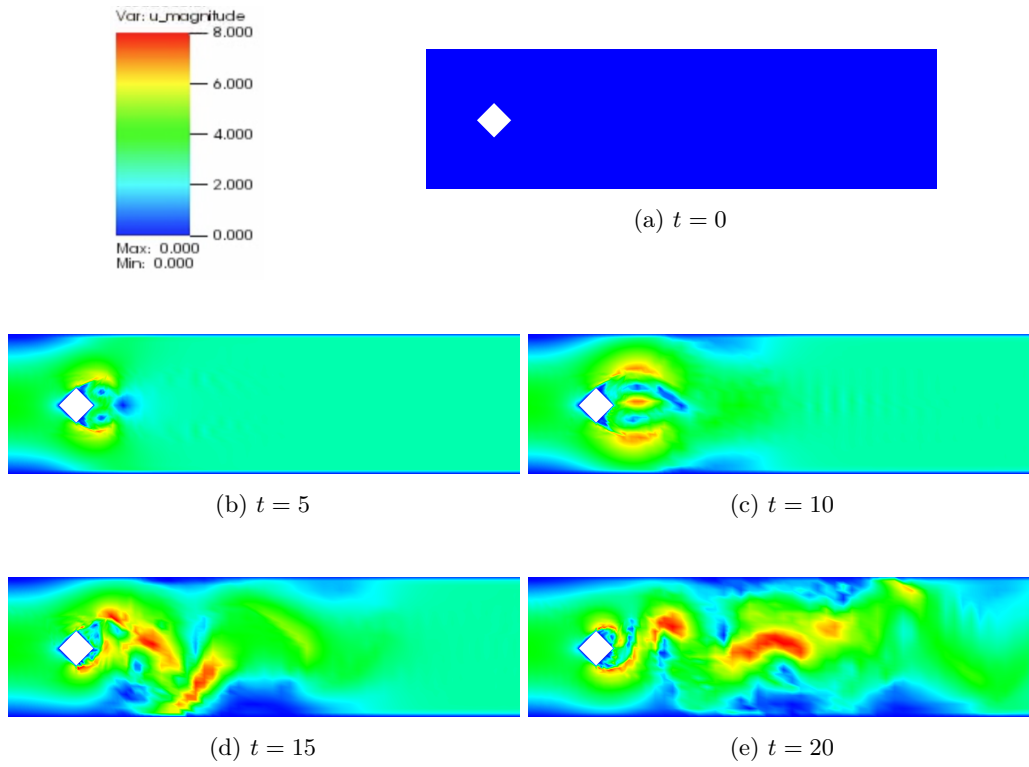 Var: u_magnitude
8.000
6.000
4.000
2.000
0.000
Max: 0.000
Min: 0.000
(a) t = 0
(b) t = 5
(c) t = 10
(d) t = 15
(e) t = 20